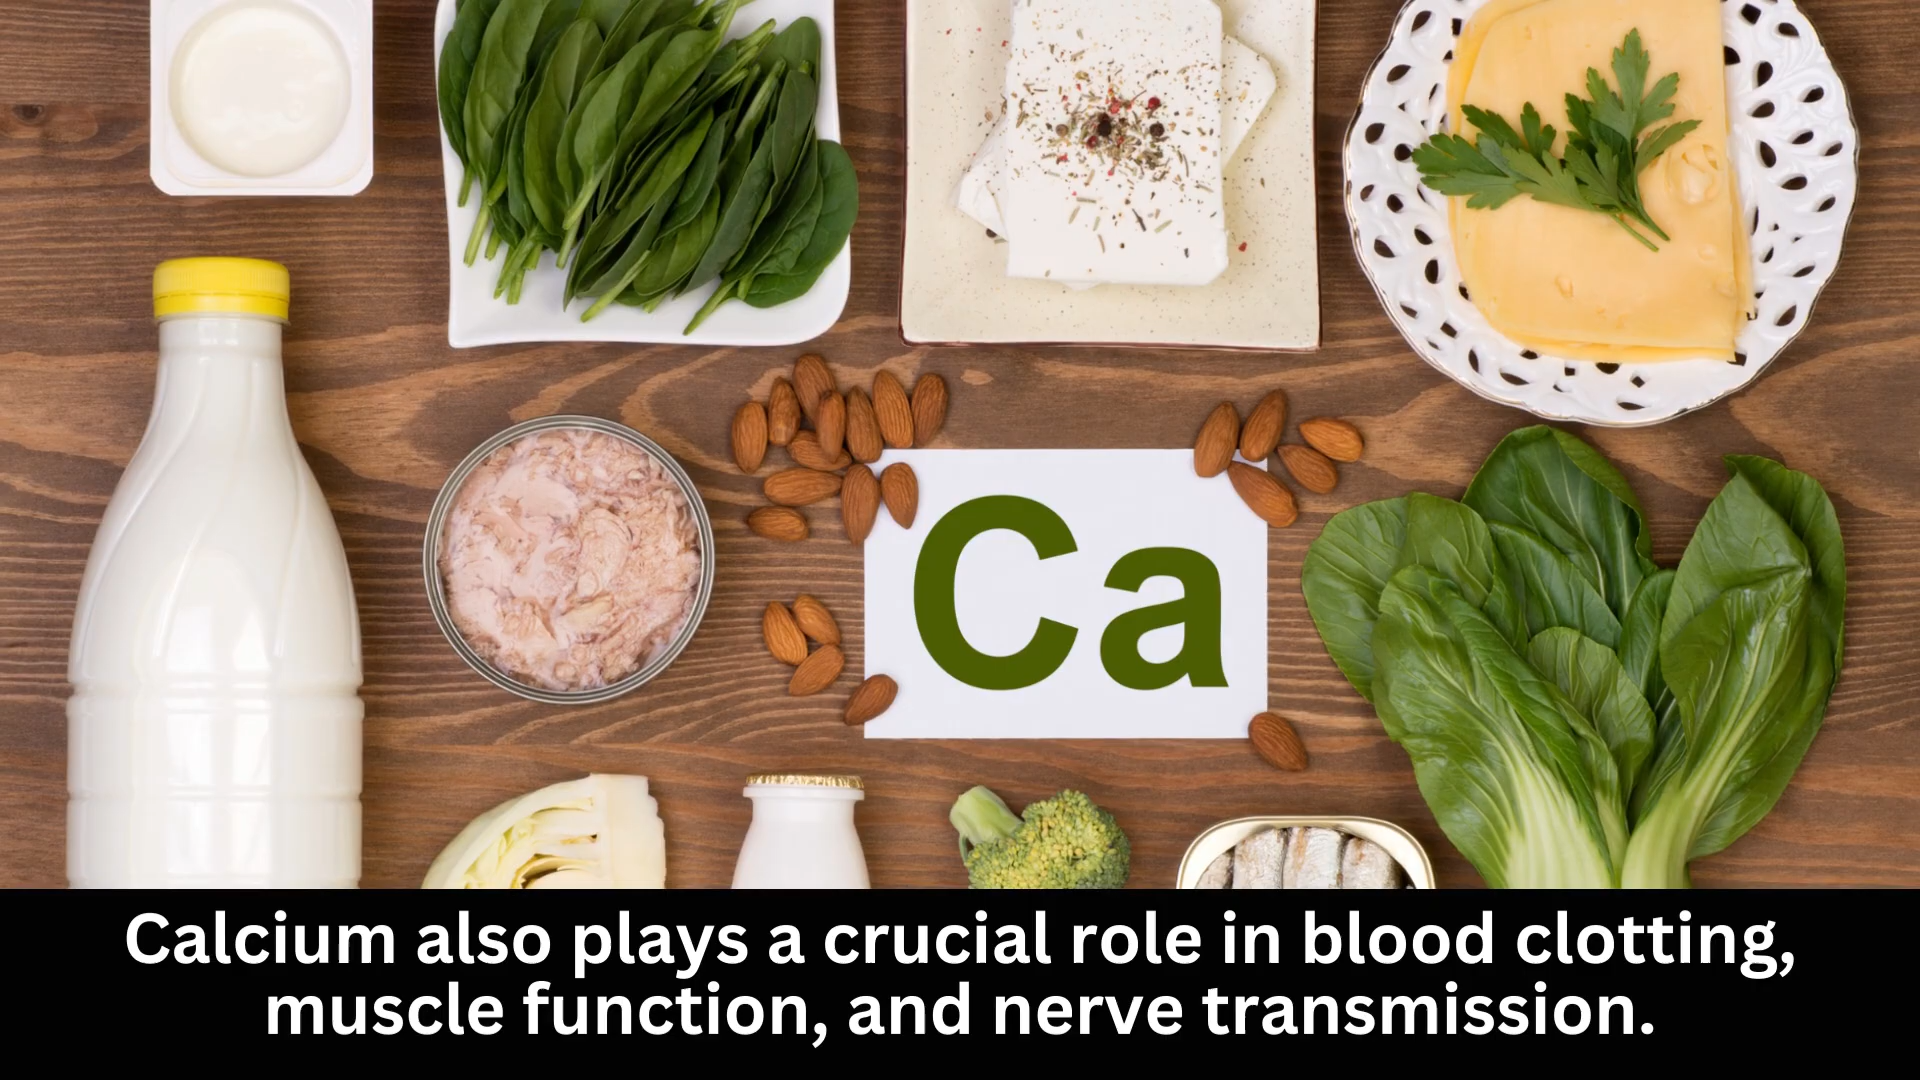 Ca
Calcium also plays a crucial role in blood clotting,
muscle function, and nerve transmission.